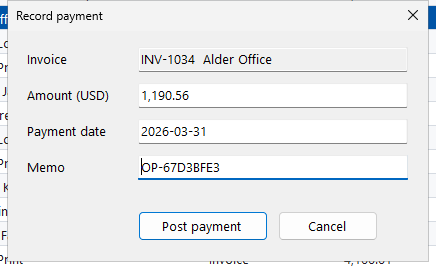 Record payment
Invoice INV-1034 Alder Office
Amount (USD) 1,190.56
Payment date 2026-03-31
Memo OP-67D3BFE3
Post payment Cancel